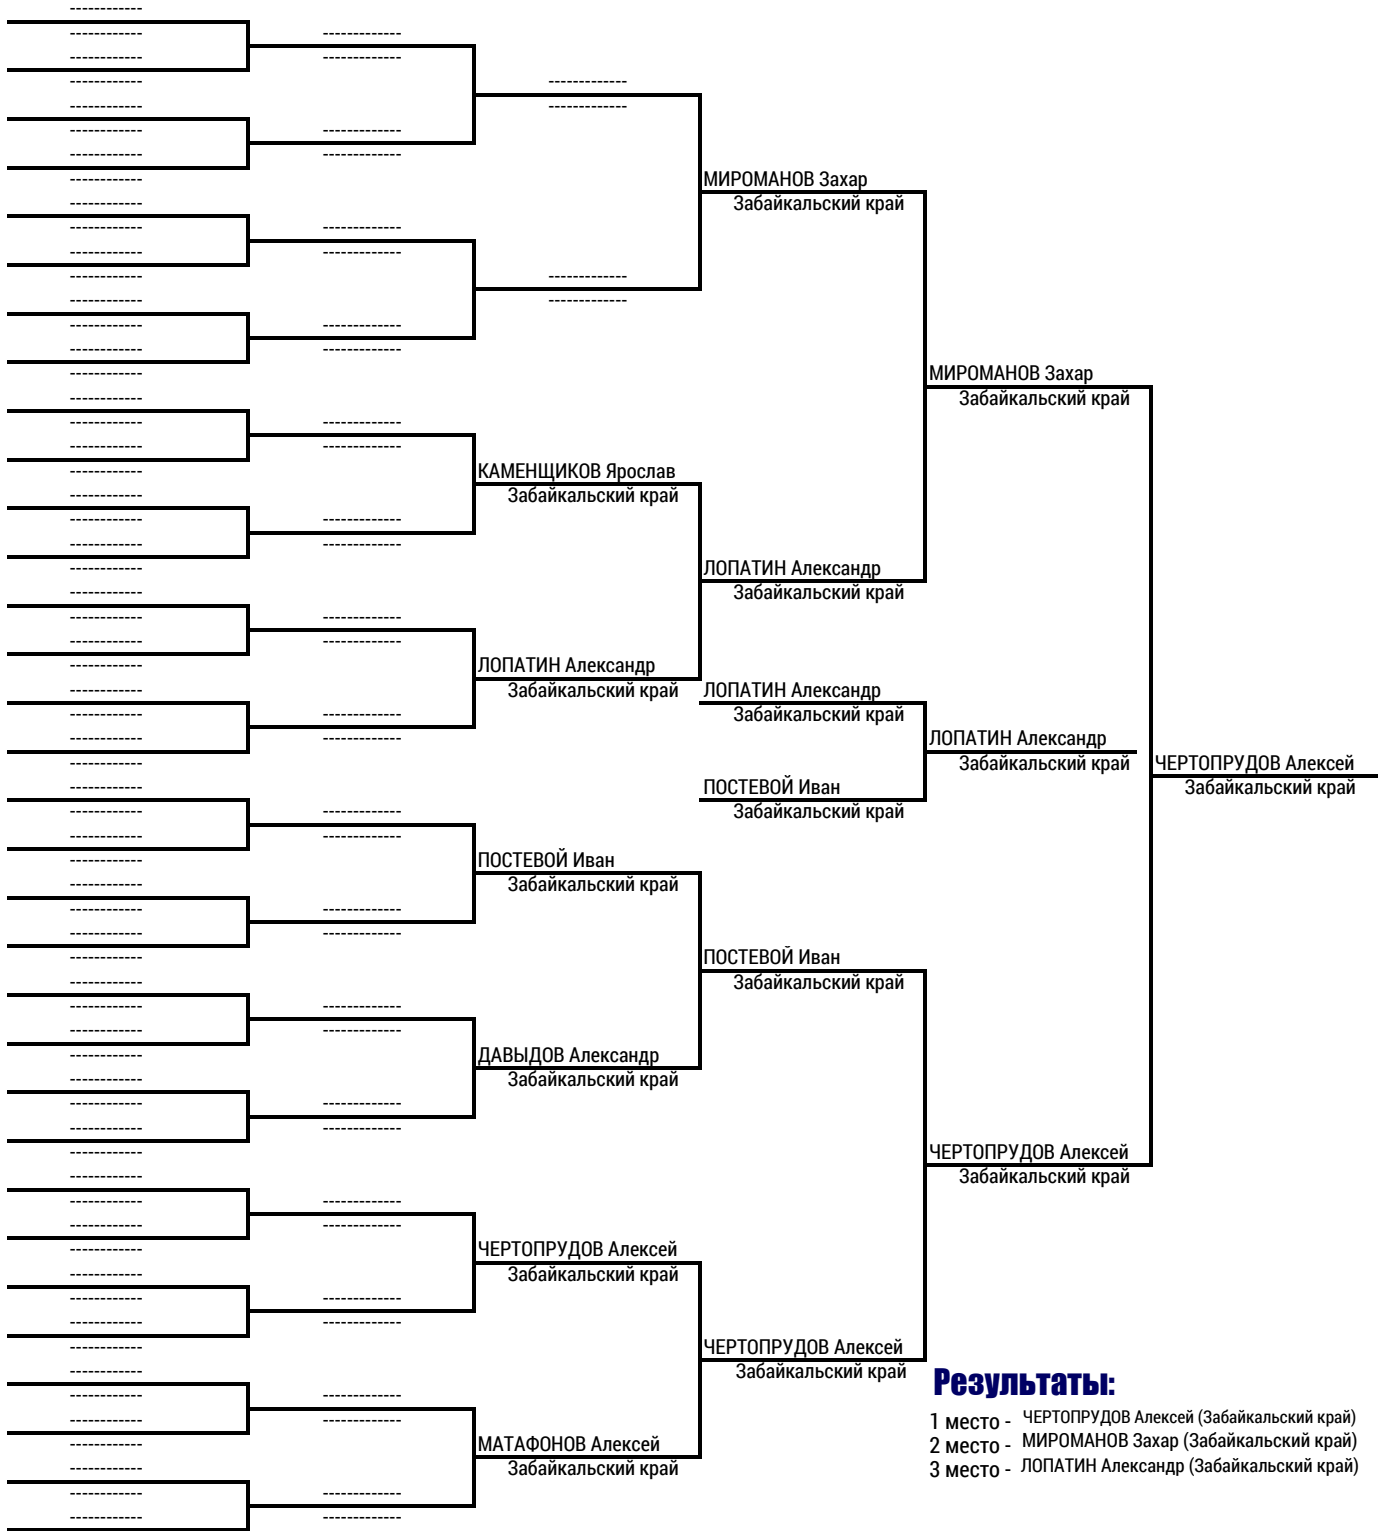 МИРОМАНОВ Захар
Забайкальский край
МИРОМАНОВ Захар
Забайкальский край
КАМЕНЩИКОВ Ярослав
Забайкальский край
ЛОПАТИН Александр
Забайкальский край
ЛОПАТИН Александр
Забайкальский край
ЛОПАТИН Александр
Забайкальский край
ЛОПАТИН Александр
Забайкальский край
ЧЕРТОПРУДОВ Алексей
Забайкальский край
ПОСТЕВОЙ Иван
Забайкальский край
ПОСТЕВОЙ Иван
Забайкальский край
ПОСТЕВОЙ Иван
Забайкальский край
ДАВЫДОВ Александр
Забайкальский край
ЧЕРТОПРУДОВ Алексей
Забайкальский край
ЧЕРТОПРУДОВ Алексей
Забайкальский край
ЧЕРТОПРУДОВ Алексей
Забайкальский край
МАТАФОНОВ Алексей
Забайкальский край
Результаты:
1 место - ЧЕРТОПРУДОВ Алексей (Забайкальский край)
2 место - МИРОМАНОВ Захар (Забайкальский край)
3 место - ЛОПАТИН Александр (Забайкальский край)